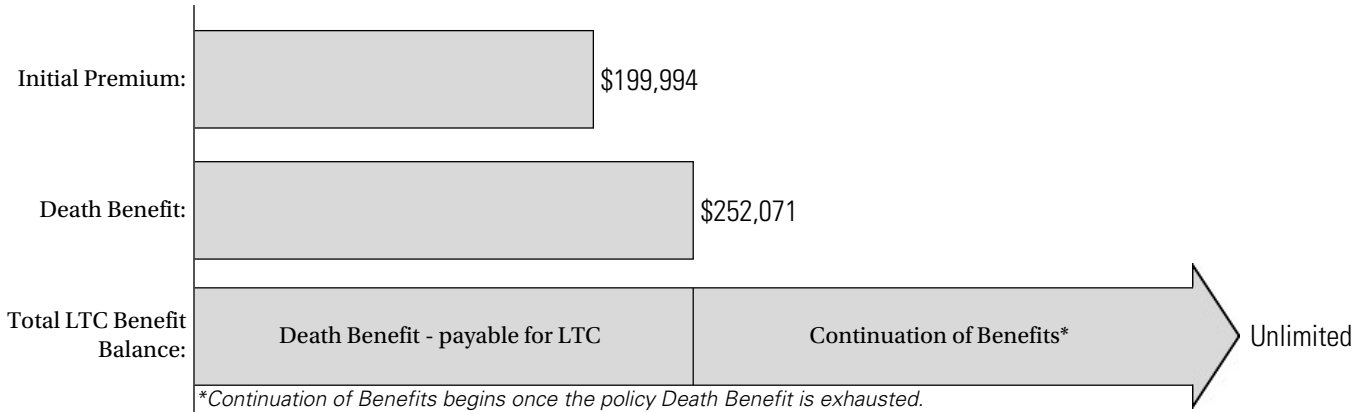 Initial Premium:
$199,994
Death Benefit:
$252,071
Total LTC Benefit
Balance:
Death Benefit - payable for LTC
Continuation of Benefits*
Unlimited
*Continuation of Benefits begins once the policy Death Benefit is exhausted.